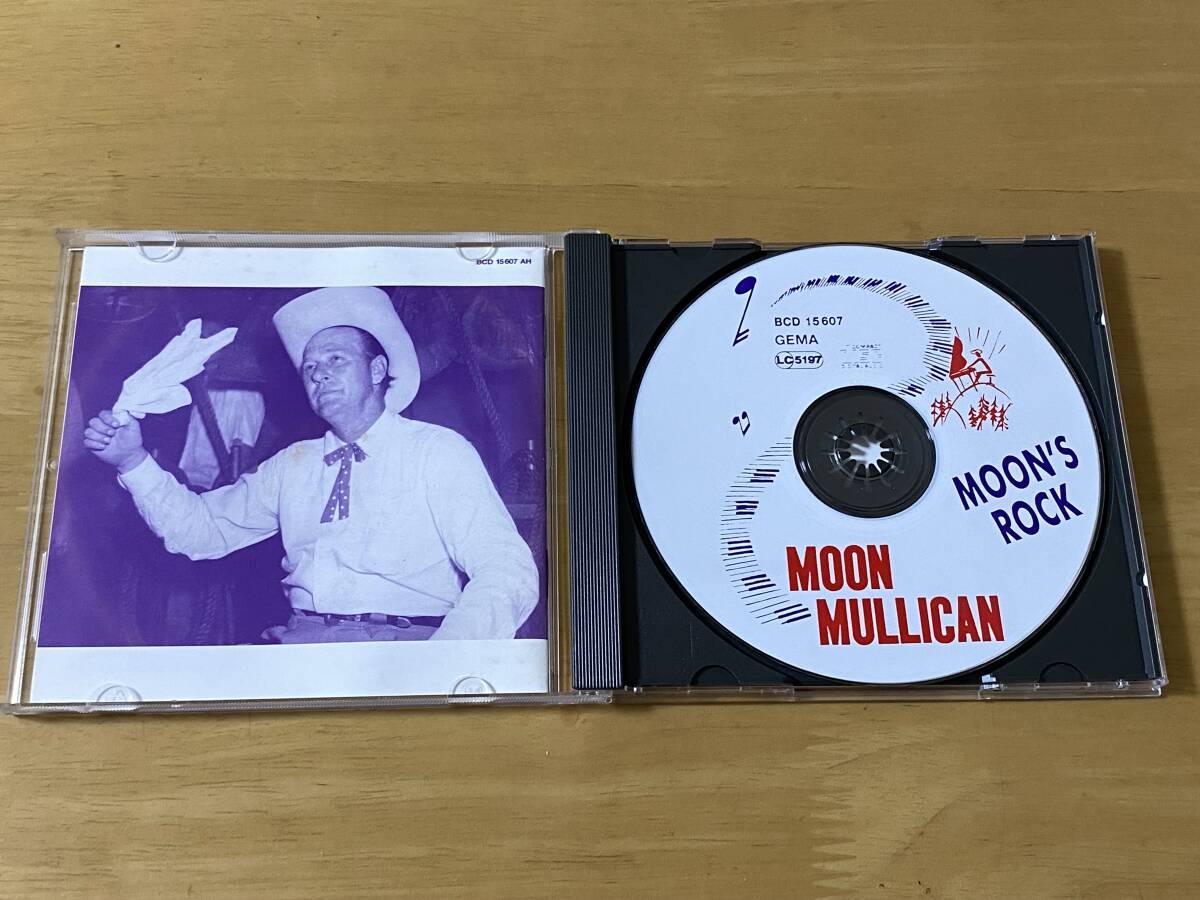 BCD 15607 AH
BCD 15607
GEMA
LC 5197
MOON'S
ROCK
MOON
MULLICAN